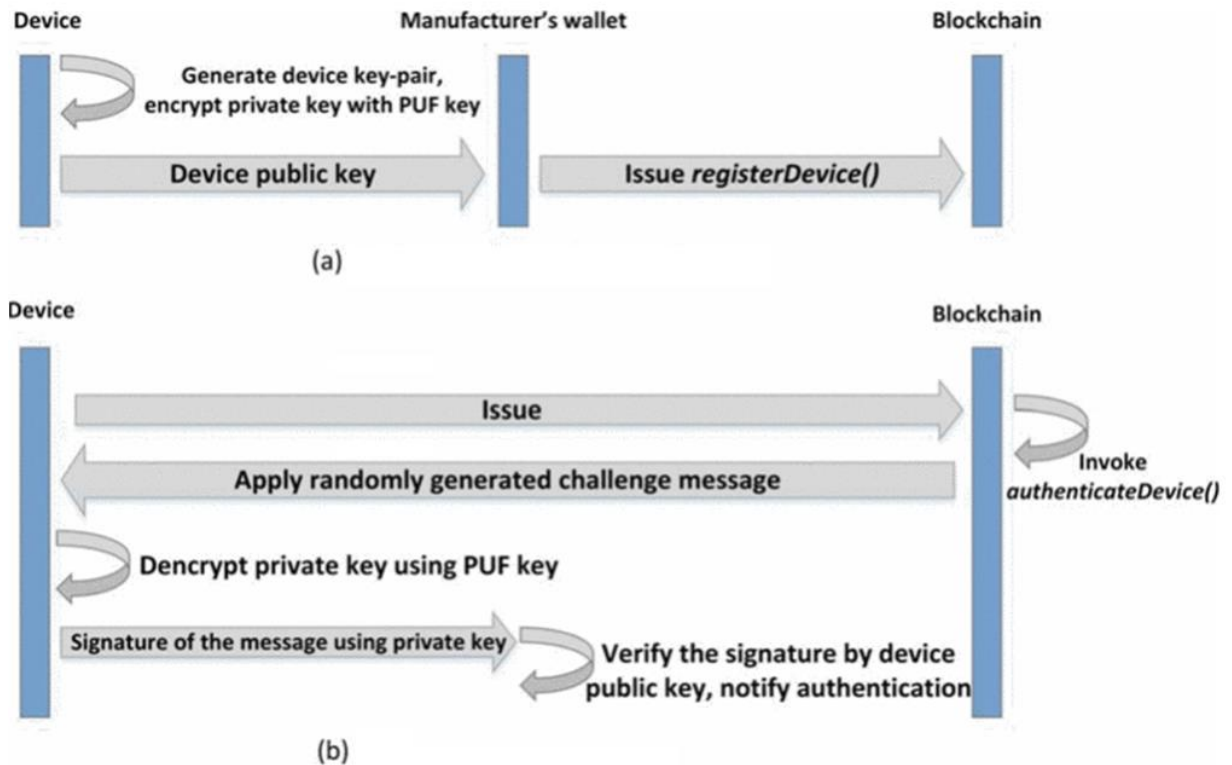 Device
Manufacturer's wallet
Blockchain
Generate device key-pair,
encrypt private key with PUF key
Device public key
Issue registerDevice()
(a)
Device
Blockchain
Issue
Apply randomly generated challenge message
Invoke
authenticateDevice()
Dencrypt private key using PUF key
Signature of the message using private key
Verify the signature by device
public key, notify authentication
(b)